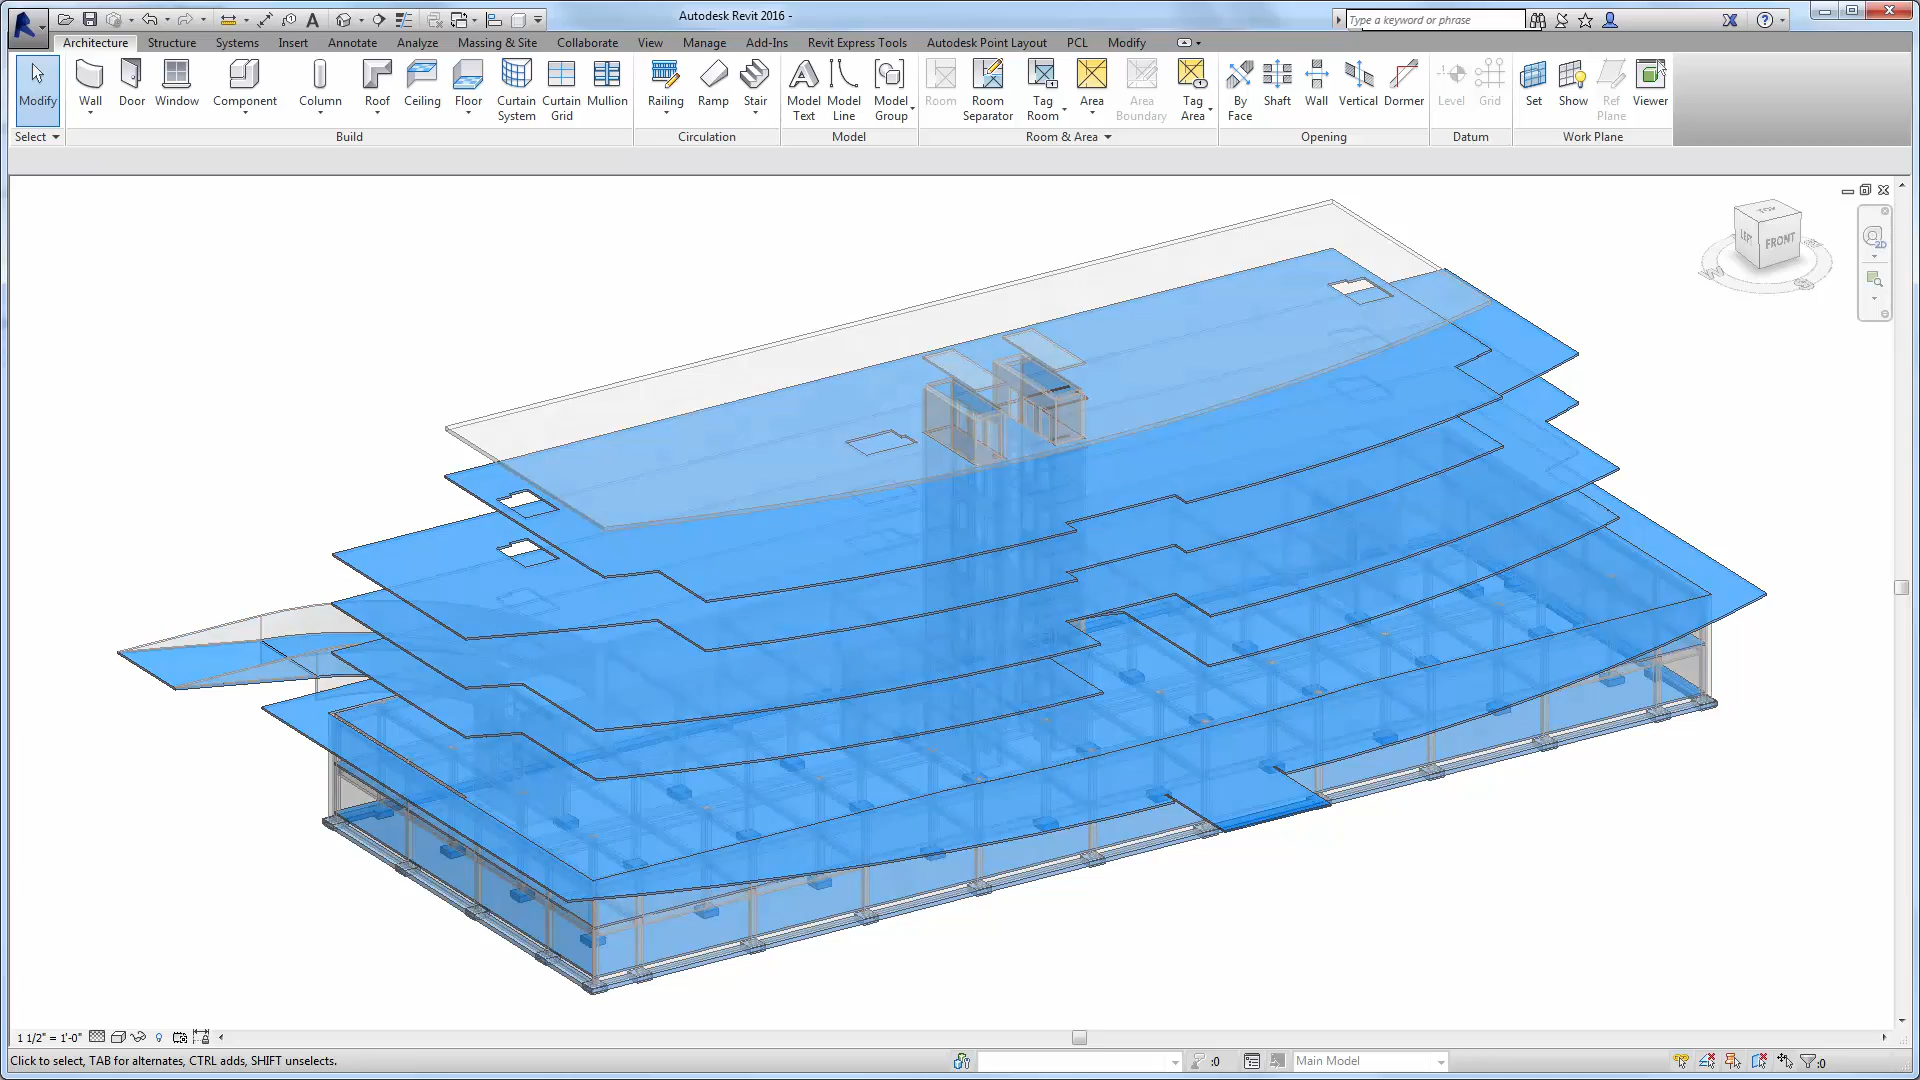 Autodesk Revit 2016 -
Type a keyword or phrase
Architecture Structure Systems Insert Annotate Analyze Massing & Site Collaborate View Manage Add-Ins Revit Express Tools Autodesk Point Layout PCL Modify
Modify Wall Door Window Component Column Roof Ceiling Floor Curtain System Curtain Grid Mullion Railing Ramp Stair Model Text Model Line Model Group Room Room Separator Tag Room Area Area Boundary Tag Area By Face Shaft Wall Vertical Dormer Level Grid Set Show Ref Plane Viewer
Select Build Circulation Model Room & Area Opening Datum Work Plane
TOP
LEFT FRONT
W
S
2D
1 1/2" = 1'-0"
Click to select, TAB for alternates, CTRL adds, SHIFT unselects. :0 Main Model :0